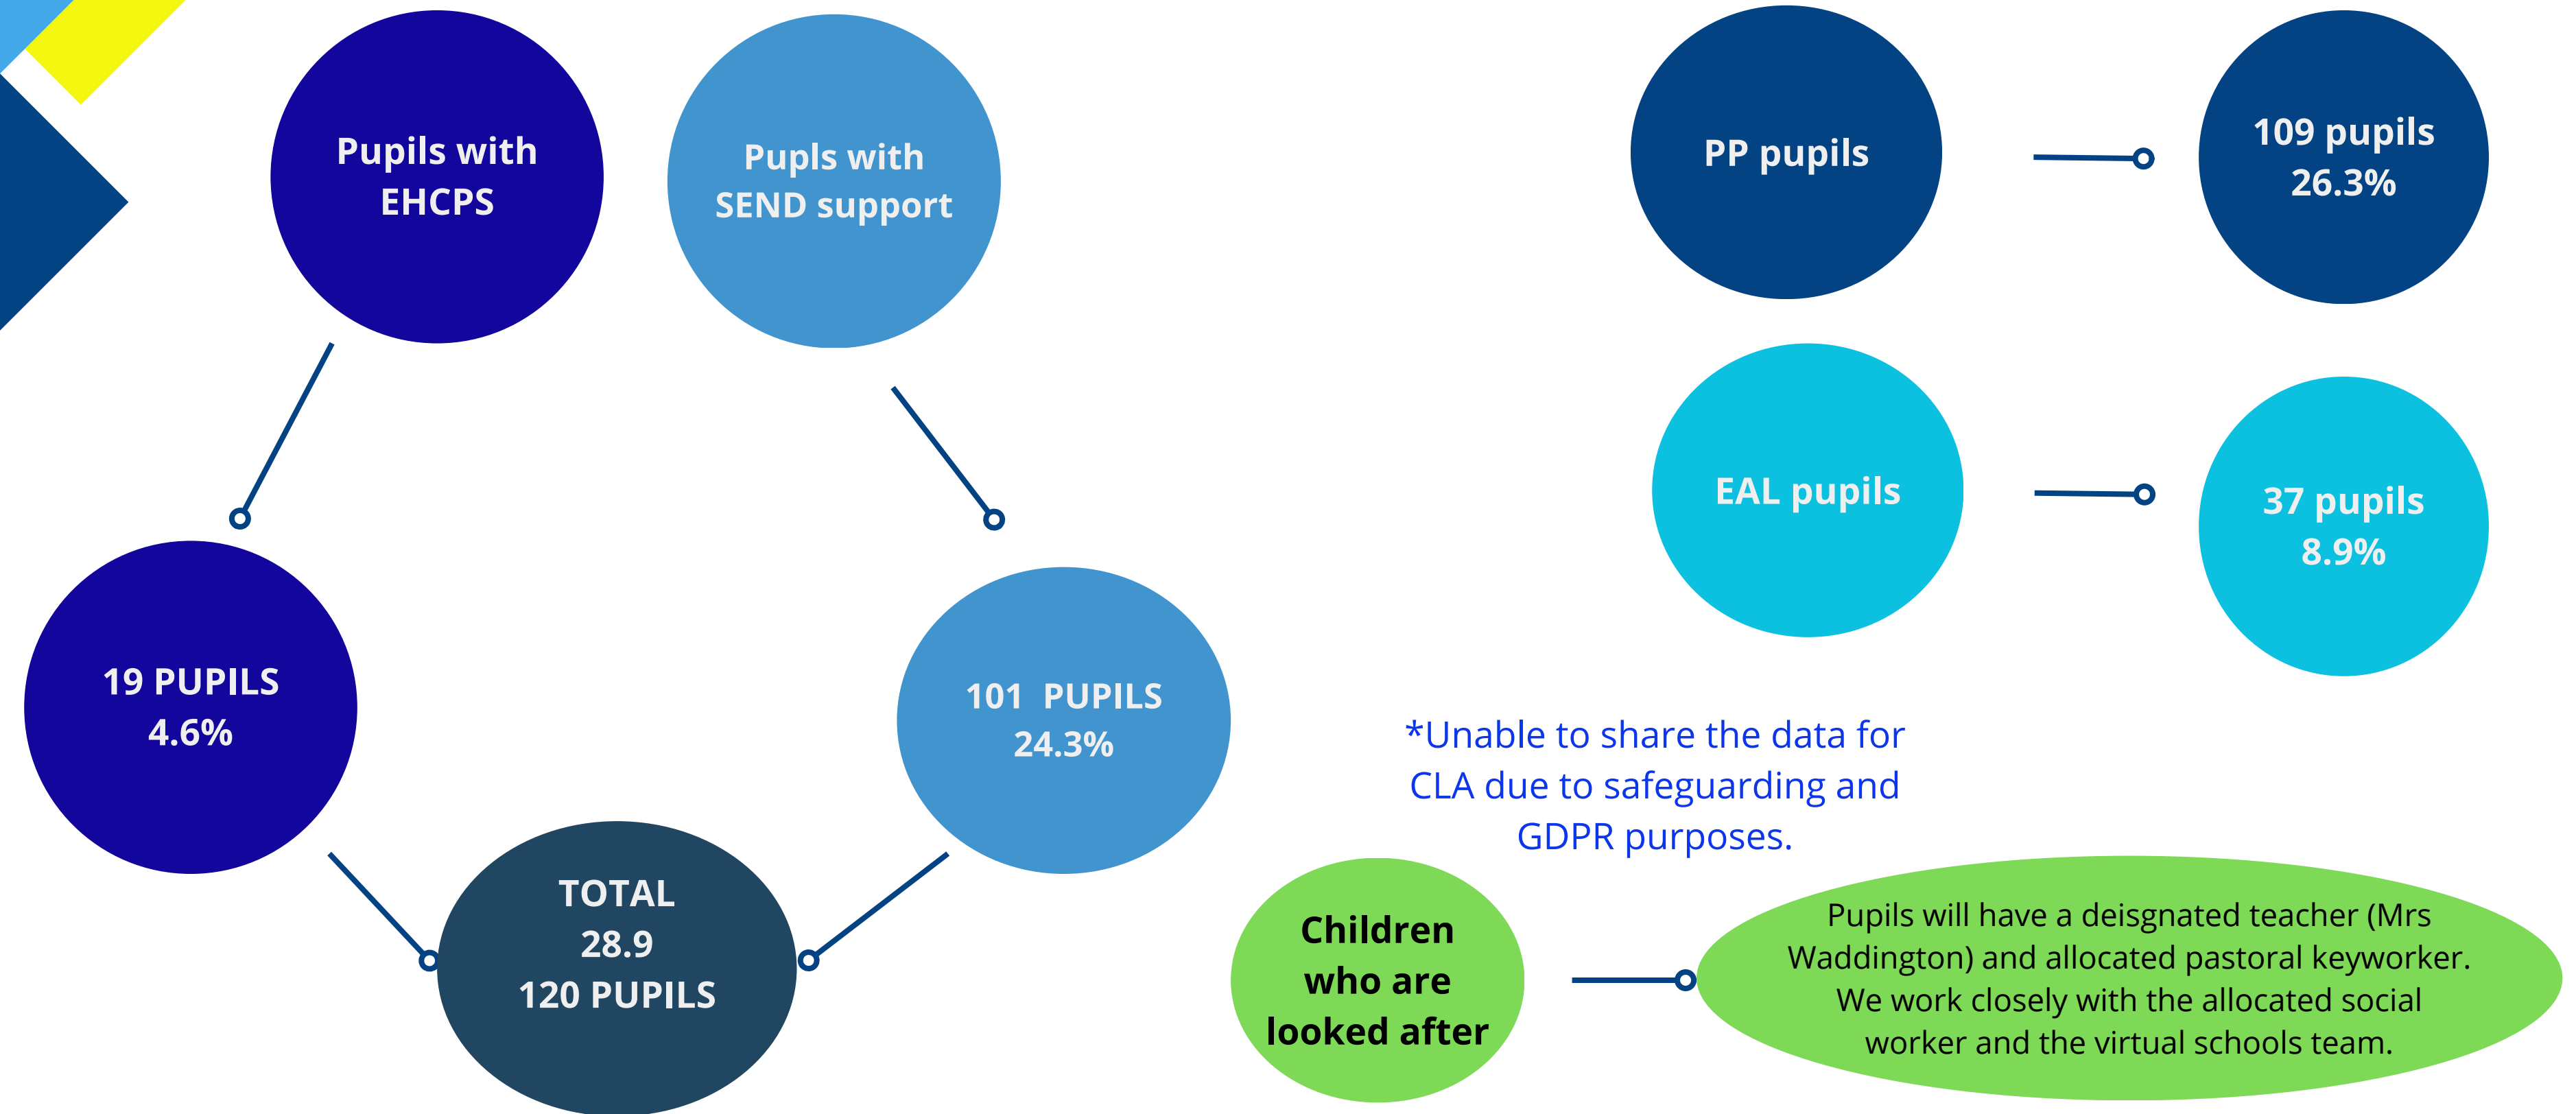 Pupils with
EHCPS
Pupls with
SEND support
19 PUPILS
4.6%
101 PUPILS
24.3%
TOTAL
28.9
120 PUPILS
PP pupils
109 pupils
26.3%
EAL pupils
37 pupils
8.9%
*Unable to share the data for
CLA due to safeguarding and
GDPR purposes.
Children
who are
looked after
Pupils will have a deisgnated teacher (Mrs
Waddington) and allocated pastoral keyworker.
We work closely with the allocated social
worker and the virtual schools team.